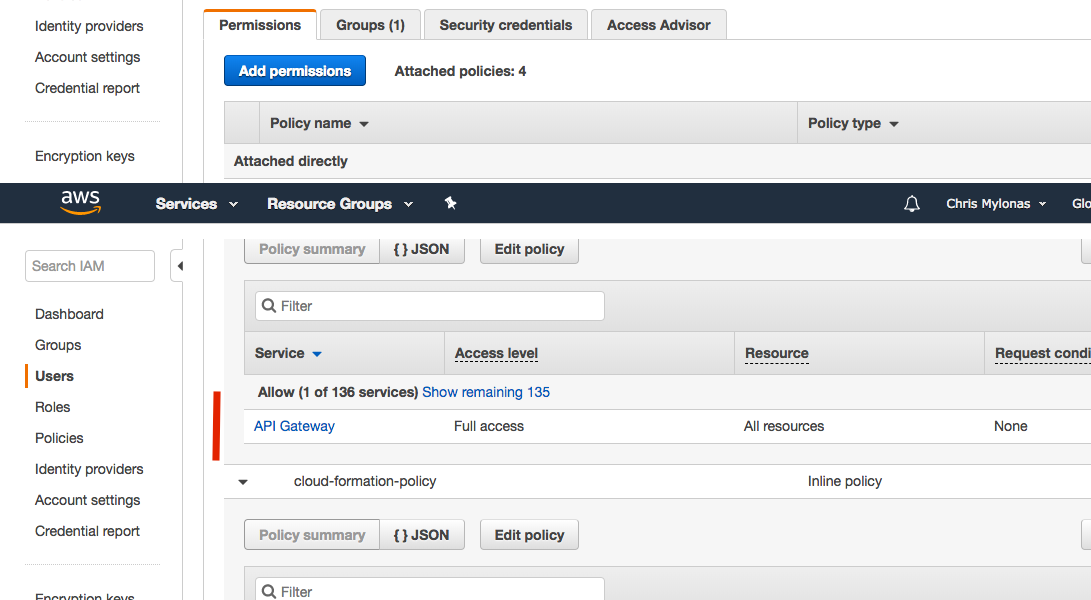 Identity providers
Account settings
Credential report
Encryption keys
Permissions Groups (1) Security credentials Access Advisor
Add permissions Attached policies: 4
Policy name Policy type
Attached directly
aws Services Resource Groups Chris Mylonas Glo
Search IAM
Dashboard
Groups
Users
Roles
Policies
Identity providers
Account settings
Credential report
Encryption keys
Policy summary { } JSON Edit policy
Filter
Service Access level Resource Request condi
Allow (1 of 136 services) Show remaining 135
API Gateway Full access All resources None
cloud-formation-policy Inline policy
Policy summary { } JSON Edit policy
Filter